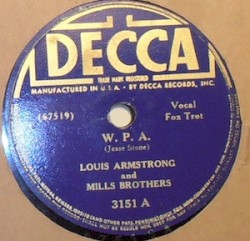 DECCA
TRADE MARK REGISTERED
MANUFACTURED IN U.S.A. · BY DECCA RECORDS, INC.
(67519)
Vocal
Fox Trot
W. P. A.
(Jesse Stone)
LOUIS ARMSTRONG
and
MILLS BROTHERS
3151 A